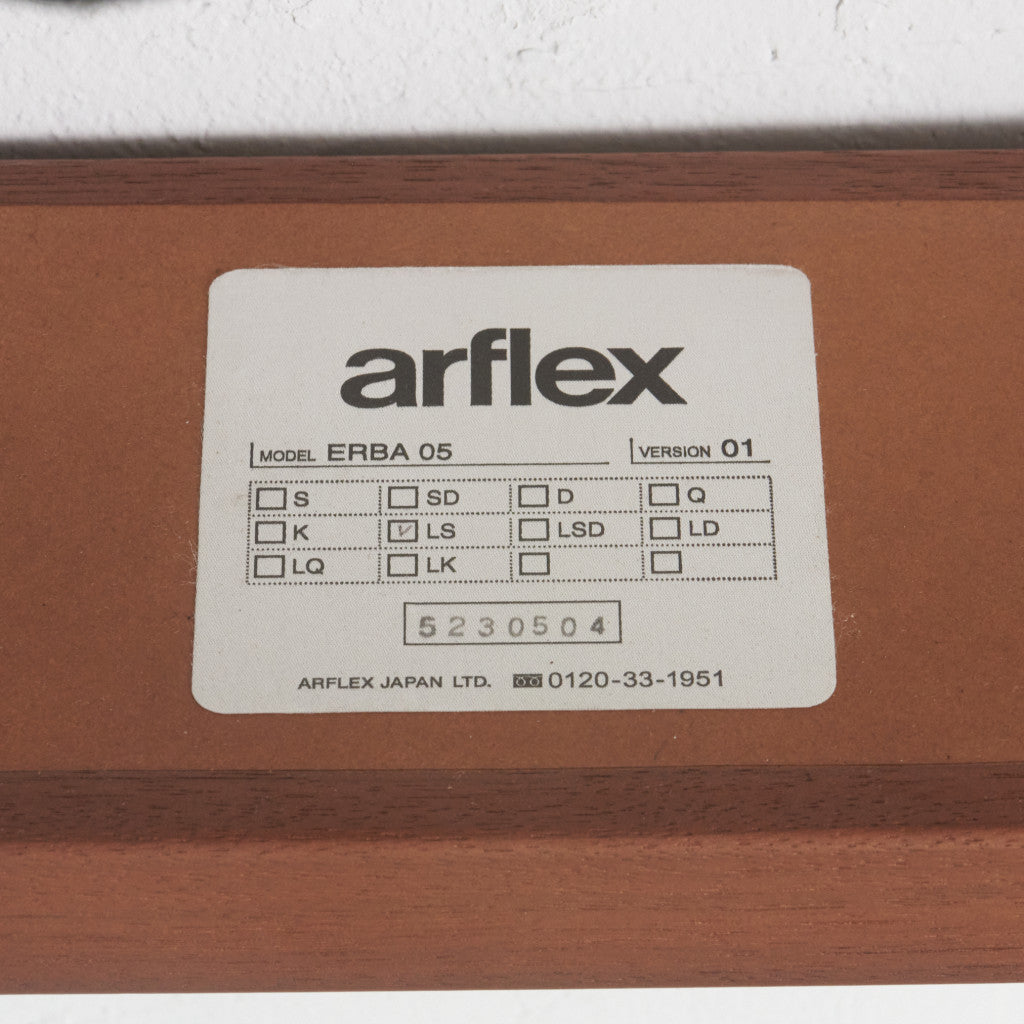 arflex
MODEL ERBA 05 VERSION 01
S SD D Q
K LS LSD LD
LQ LK
5230504
ARFLEX JAPAN LTD. 0120-33-1951